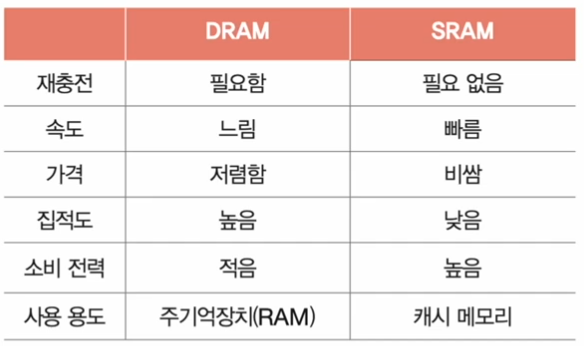 DRAM SRAM
재충전 필요함 필요 없음
속도 느림 빠름
가격 저렴함 비쌈
집적도 높음 낮음
소비 전력 적음 높음
사용 용도 주기억장치(RAM) 캐시 메모리